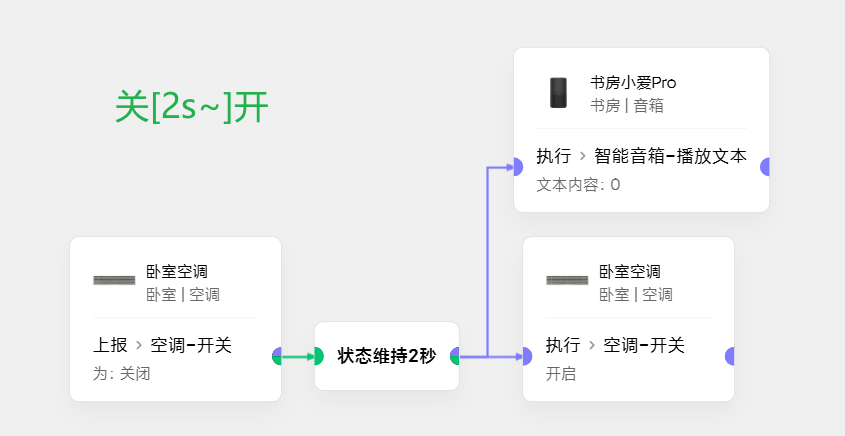 关[2s~]开
书房小爱Pro
书房 | 音箱
执行 > 智能音箱-播放文本
文本内容: 0
卧室空调
卧室 | 空调
上报 > 空调-开关
为: 关闭
状态维持2秒
卧室空调
卧室 | 空调
执行 > 空调-开关
开启